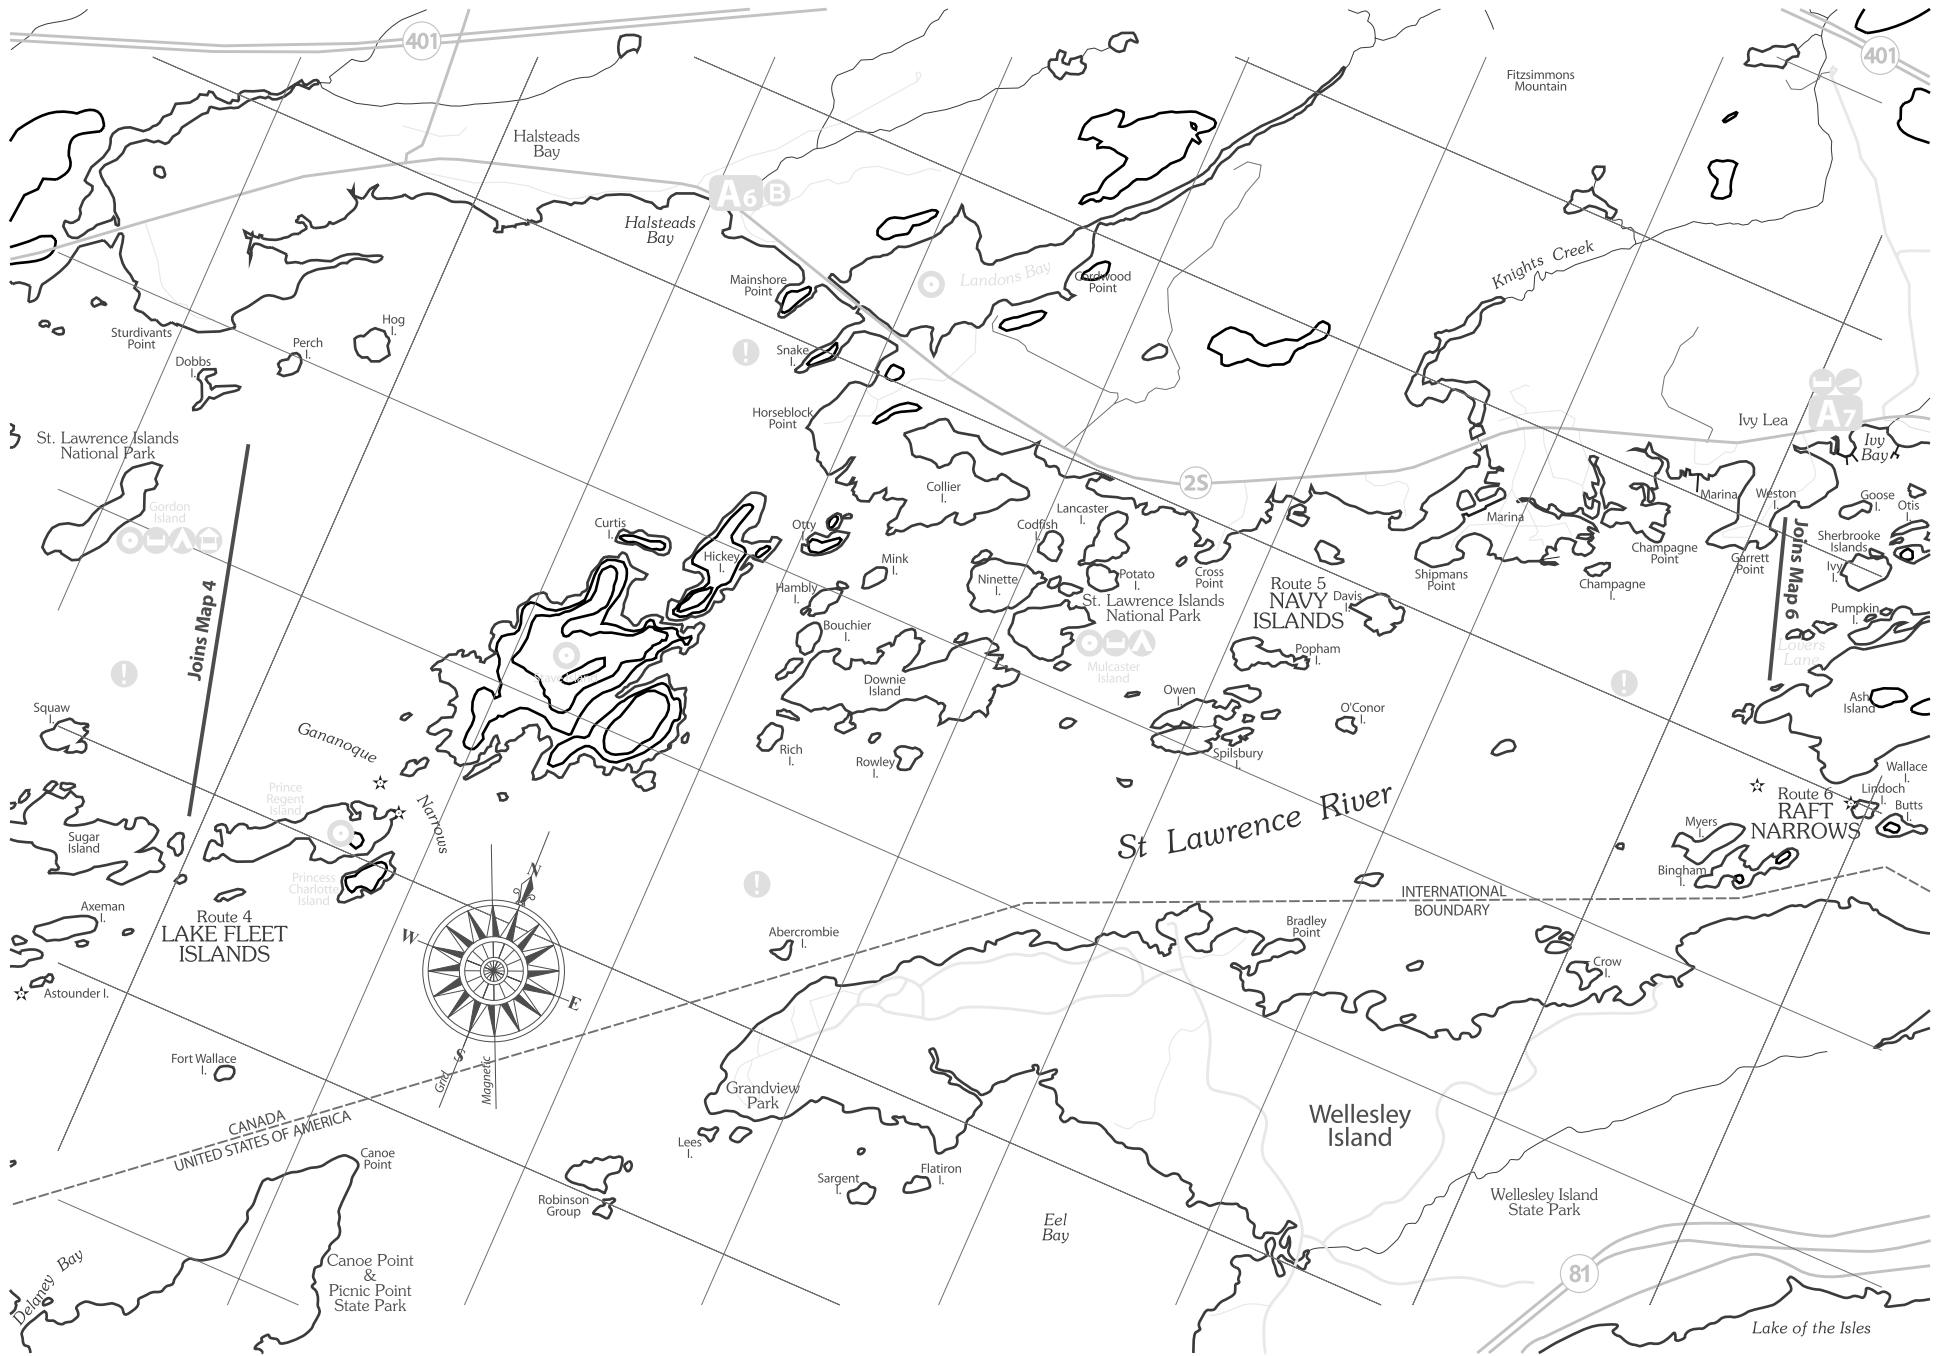 401
401
Fitzsimmons
Mountain
Halsteads
Bay
A6
B
Halsteads
Bay
Knights Creek
Mainshore
Point
Landons Bay
Cordwood
Point
Sturdivants
Point
Hog
I.
Perch
I.
Dobbs
I.
Snake
I.
Horseblock
Point
A7
Ivy Lea
Ivy
Bay
St. Lawrence Islands
National Park
Gordon
Island
2S
Collier
I.
Curtis
I.
Otty
I.
Hickey
I.
Mink
I.
Hambly
I.
Bouchier
I.
Codfish
I.
Lancaster
I.
Ninette
I.
Potato
I.
Cross
Point
St. Lawrence Islands
National Park
Mulcaster
Island
Route 5
NAVY
ISLANDS
Davis
I.
Shipmans
Point
Marina
Champagne
Point
Champagne
I.
Marina
Weston
I.
Garrett
Point
Goose
I.
Otis
I.
Sherbrooke
Islands
Ivy
I.
Pumpkin
I.
Lovers
Lane
Joins Map 6
Joins Map 4
Ash
Island
Stave Island
Downie
Island
Popham
I.
Owen
I.
O'Conor
I.
Spilsbury
I.
Rich
I.
Rowley
I.
Squaw
I.
Gananoque
Narrows
Prince
Regent
Island
Sugar
Island
Princess
Charlotte
Island
St Lawrence River
Wallace
I.
Lindoch
I.
Butts
I.
Route 6
RAFT
NARROWS
Myers
I.
Bingham
I.
Axeman
I.
Route 4
LAKE FLEET
ISLANDS
Astounder I.
N
W
E
S
Grid
Magnetic
Abercrombie
I.
INTERNATIONAL
BOUNDARY
Bradley
Point
Crow
I.
Fort Wallace
I.
CANADA
UNITED STATES OF AMERICA
Grandview
Park
Wellesley
Island
Lees
I.
Canoe
Point
Robinson
Group
Sargent
I.
Flatiron
I.
Eel
Bay
Wellesley Island
State Park
Delaney Bay
Canoe Point
&
Picnic Point
State Park
81
Lake of the Isles